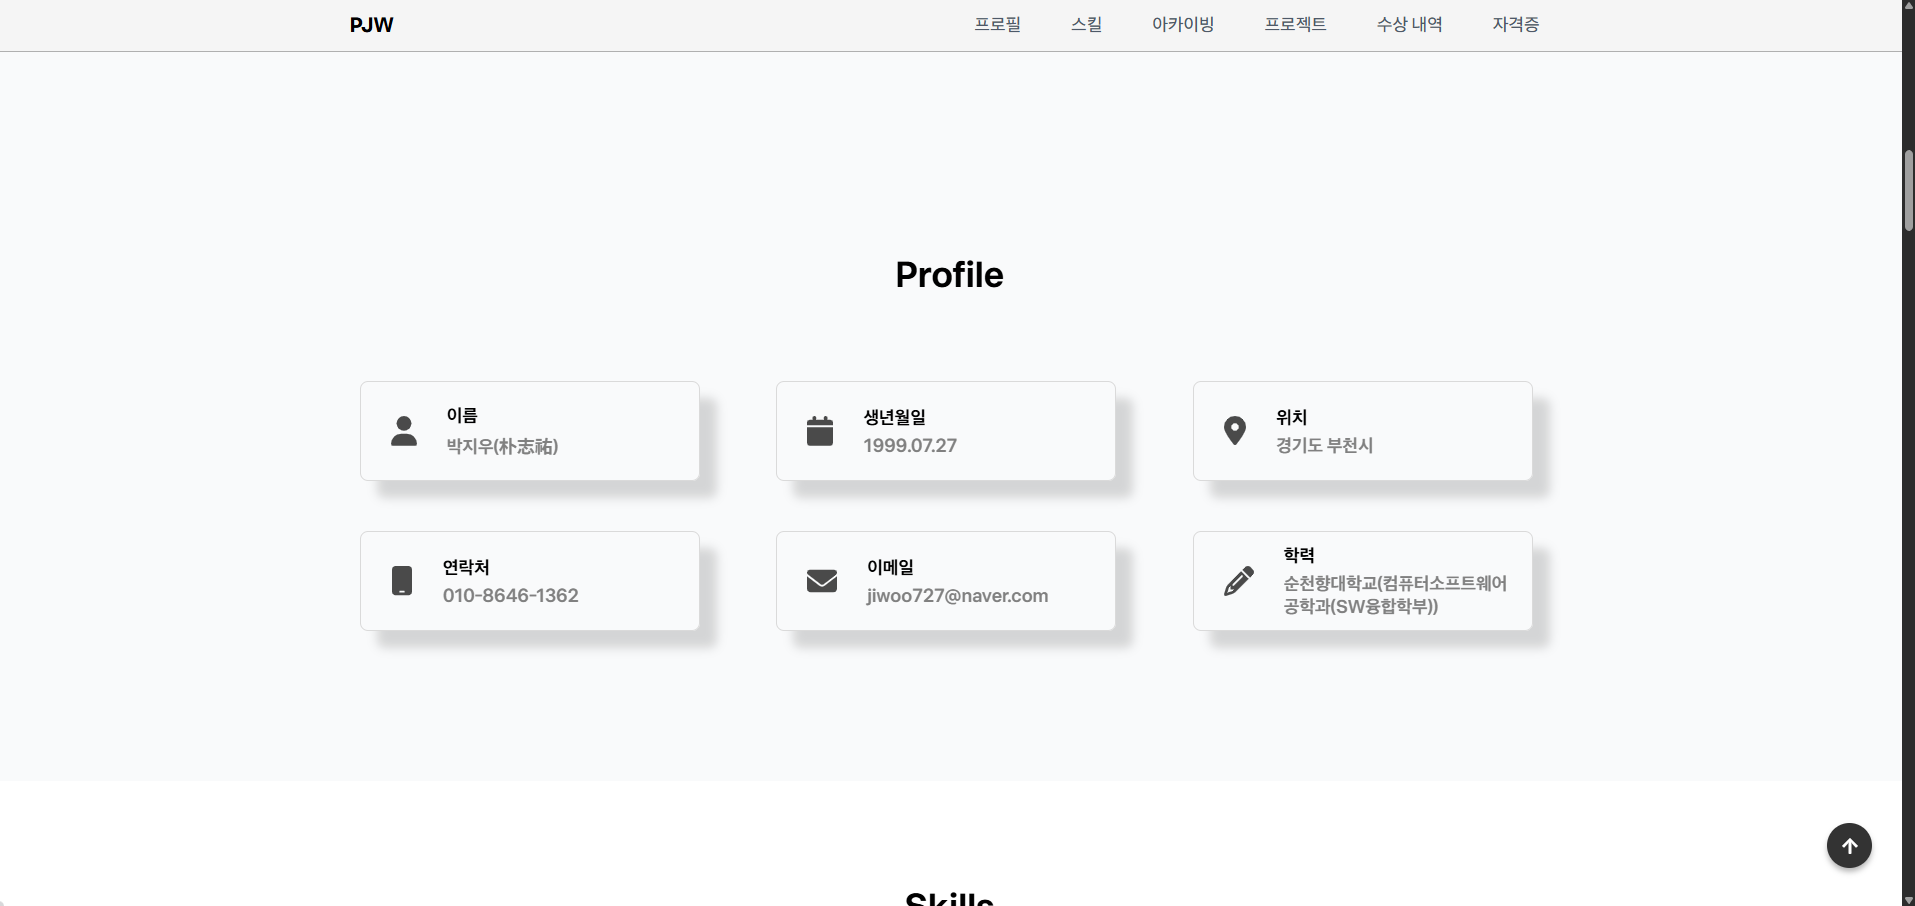 PJW
프로필
스킬
아카이빙
프로젝트
수상 내역
자격증
Profile
이름
박지우(朴志祐)
생년월일
1999.07.27
위치
경기도 부천시
연락처
010-8646-1362
이메일
jiwoo727@naver.com
학력
순천향대학교(컴퓨터소프트웨어
공학과(SW융합학부))
Skills